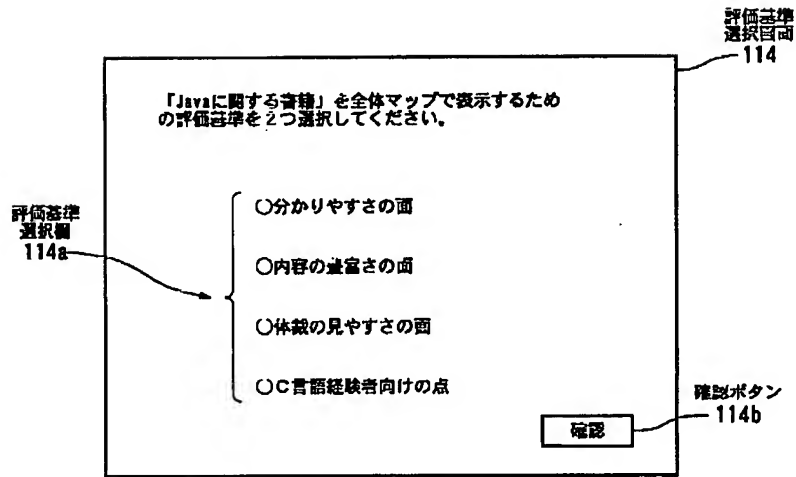 評価基準
選択画面
114
「Javaに関する書籍」を全体マップで表示するため
の評価基準を2つ選択してください。
評価基準
選択欄
114a
○分かりやすさの面
○内容の豊富さの面
○体裁の見やすさの面
○C言語経験者向けの点
確認ボタン
114b
確認